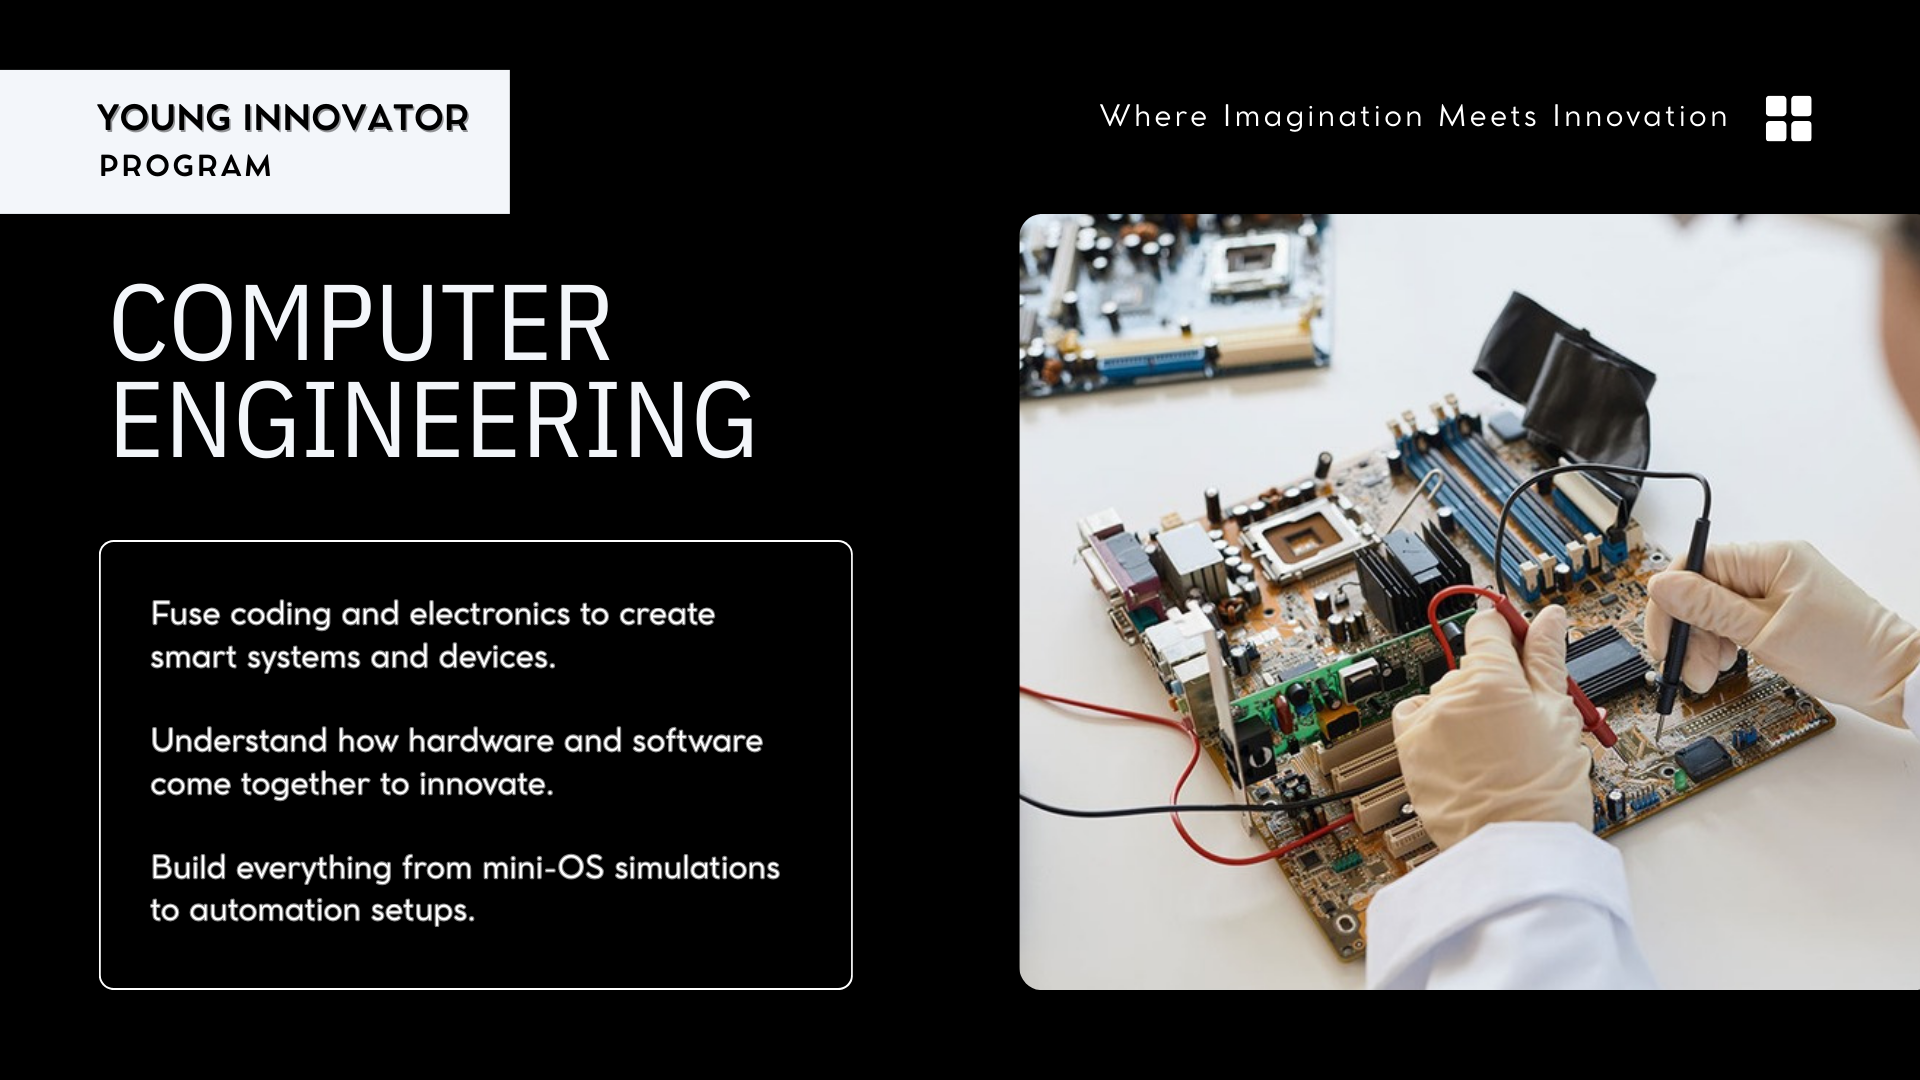 YOUNG INNOVATOR
PROGRAM
Where Imagination Meets Innovation
COMPUTER
ENGINEERING
Fuse coding and electronics to create
smart systems and devices.
Understand how hardware and software
come together to innovate.
Build everything from mini-OS simulations
to automation setups.